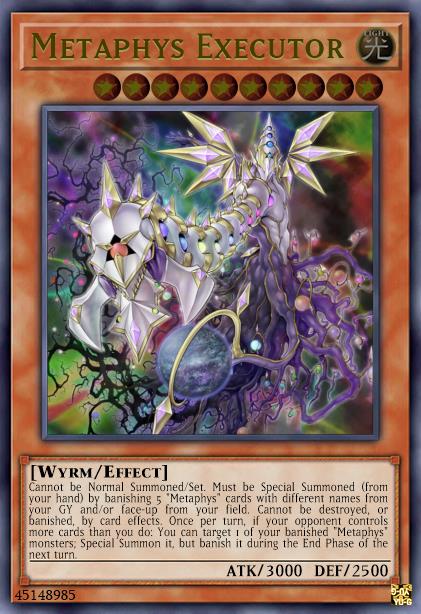 METAPHYS EXECUTOR
LIGHT
光
[WYRM/EFFECT]
Cannot be Normal Summoned/Set. Must be Special Summoned (from
your hand) by banishing 5 "Metaphys" cards with different names from
your GY and/or face-up from your field. Cannot be destroyed, or
banished, by card effects. Once per turn, if your opponent controls
more cards than you do: You can target 1 of your banished "Metaphys"
monsters; Special Summon it, but banish it during the End Phase of the
next turn.
ATK/3000 DEF/2500
45148985